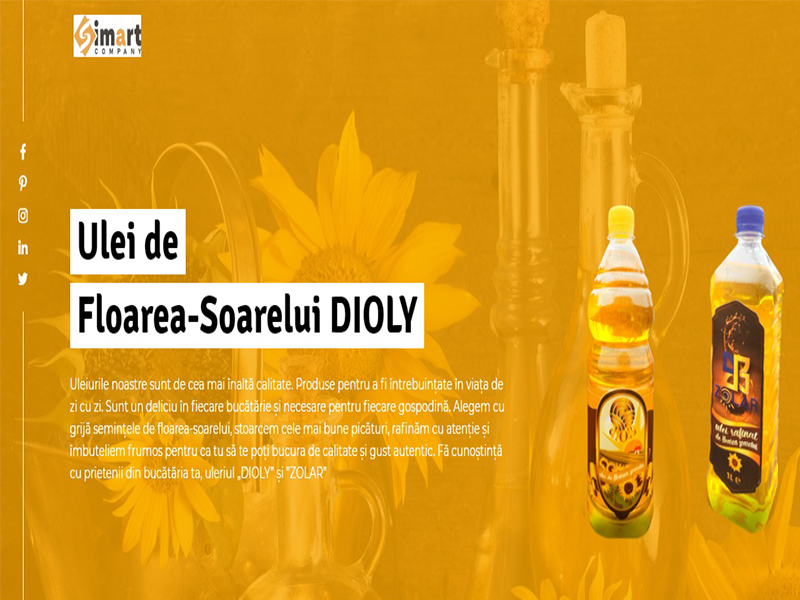 simart
COMPANY
Ulei de
Floarea-Soarelui DIOLY
Uleiurile noastre sunt de cea mai înaltă calitate. Produse pentru a fi întrebuintate în viața de
zi cu zi. Sunt un deliciu în fiecare bucătărie și necesare pentru fiecare gospodină. Alegem cu
grijă semințele de floarea-soarelui, stoarcem cele mai bune picături, rafinăm cu atenție și
îmbuteliem frumos pentru ca tu să te poți bucura de calitate și gust autentic. Fă cunoștință
cu prietenii din bucătăria ta, uleriul „DIOLY" și "ZOLAR"
ZOLAR
ulei rafinat
de floarea soarelui
1L e